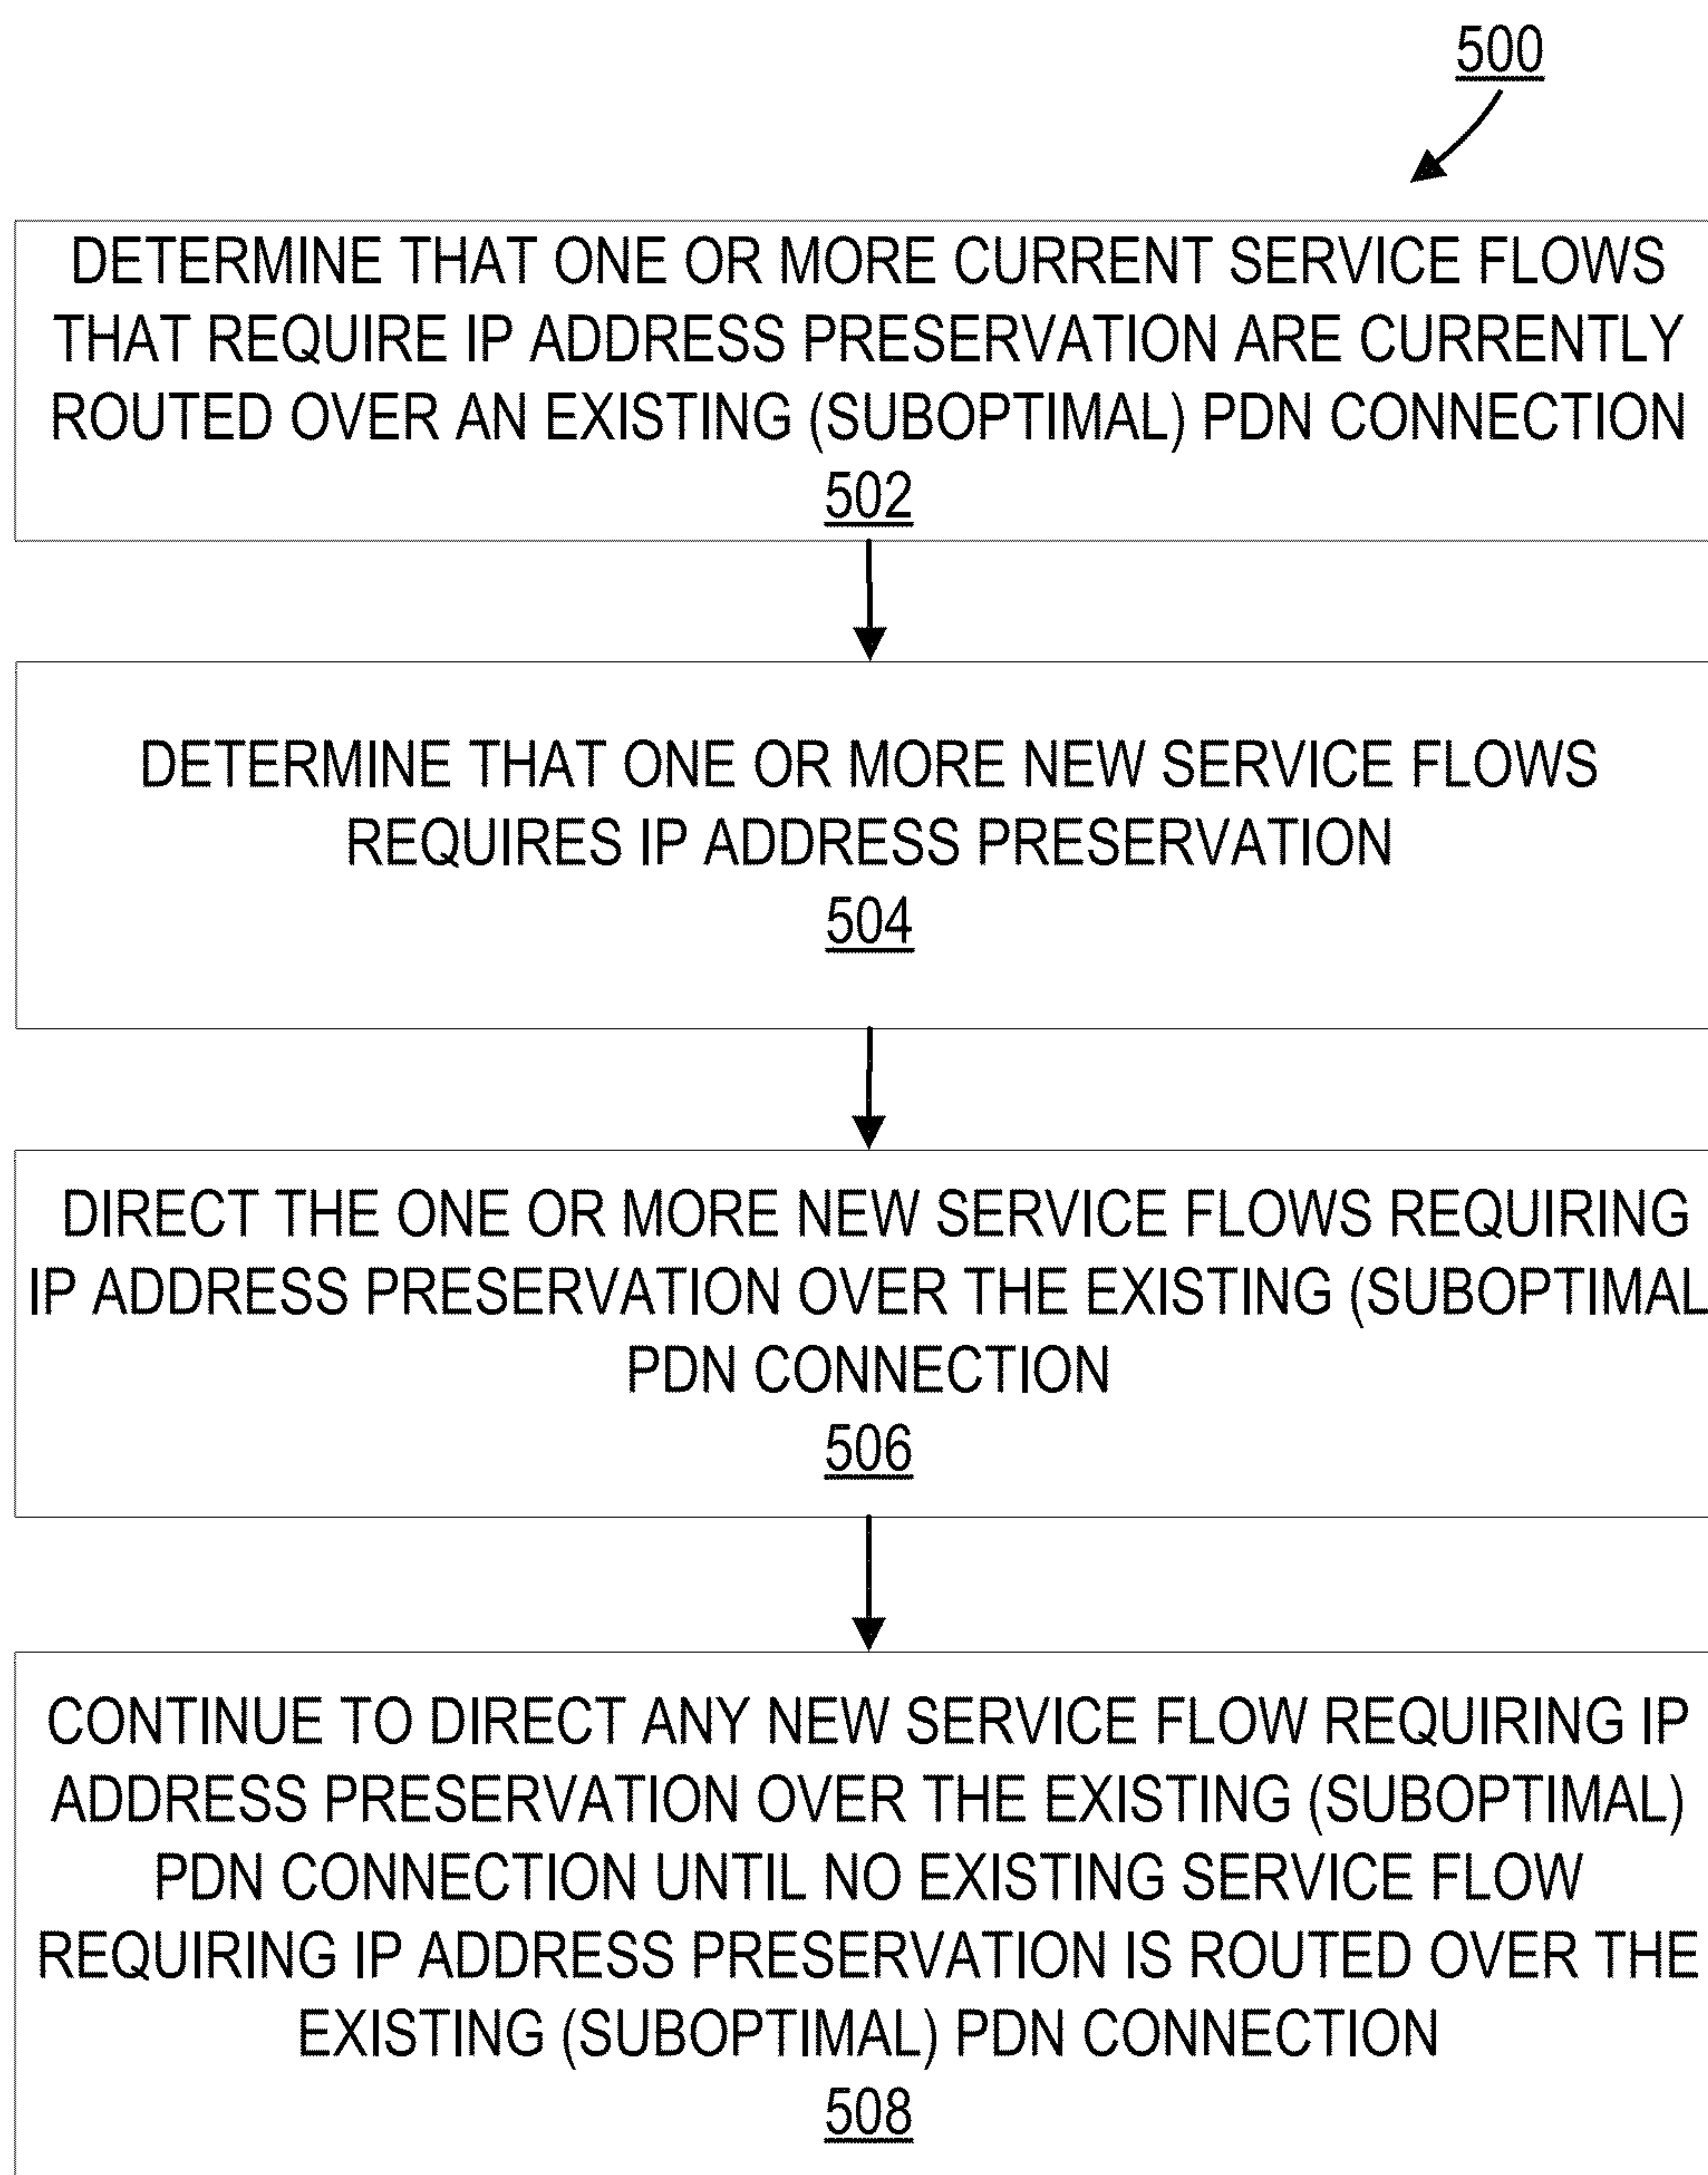 500
DETERMINE THAT ONE OR MORE CURRENT SERVICE FLOWS
THAT REQUIRE IP ADDRESS PRESERVATION ARE CURRENTLY
ROUTED OVER AN EXISTING (SUBOPTIMAL) PDN CONNECTION
502
DETERMINE THAT ONE OR MORE NEW SERVICE FLOWS
REQUIRES IP ADDRESS PRESERVATION
504
DIRECT THE ONE OR MORE NEW SERVICE FLOWS REQUIRING
IP ADDRESS PRESERVATION OVER THE EXISTING (SUBOPTIMAL
PDN CONNECTION
506
CONTINUE TO DIRECT ANY NEW SERVICE FLOW REQUIRING IP
ADDRESS PRESERVATION OVER THE EXISTING (SUBOPTIMAL)
PDN CONNECTION UNTIL NO EXISTING SERVICE FLOW
REQUIRING IP ADDRESS PRESERVATION IS ROUTED OVER THE
EXISTING (SUBOPTIMAL) PDN CONNECTION
508